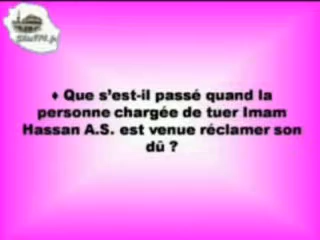 ♦ Que s'est-il passé quand la
personne chargée de tuer Imam
Hassan A.S. est venue réclamer son
dû ?